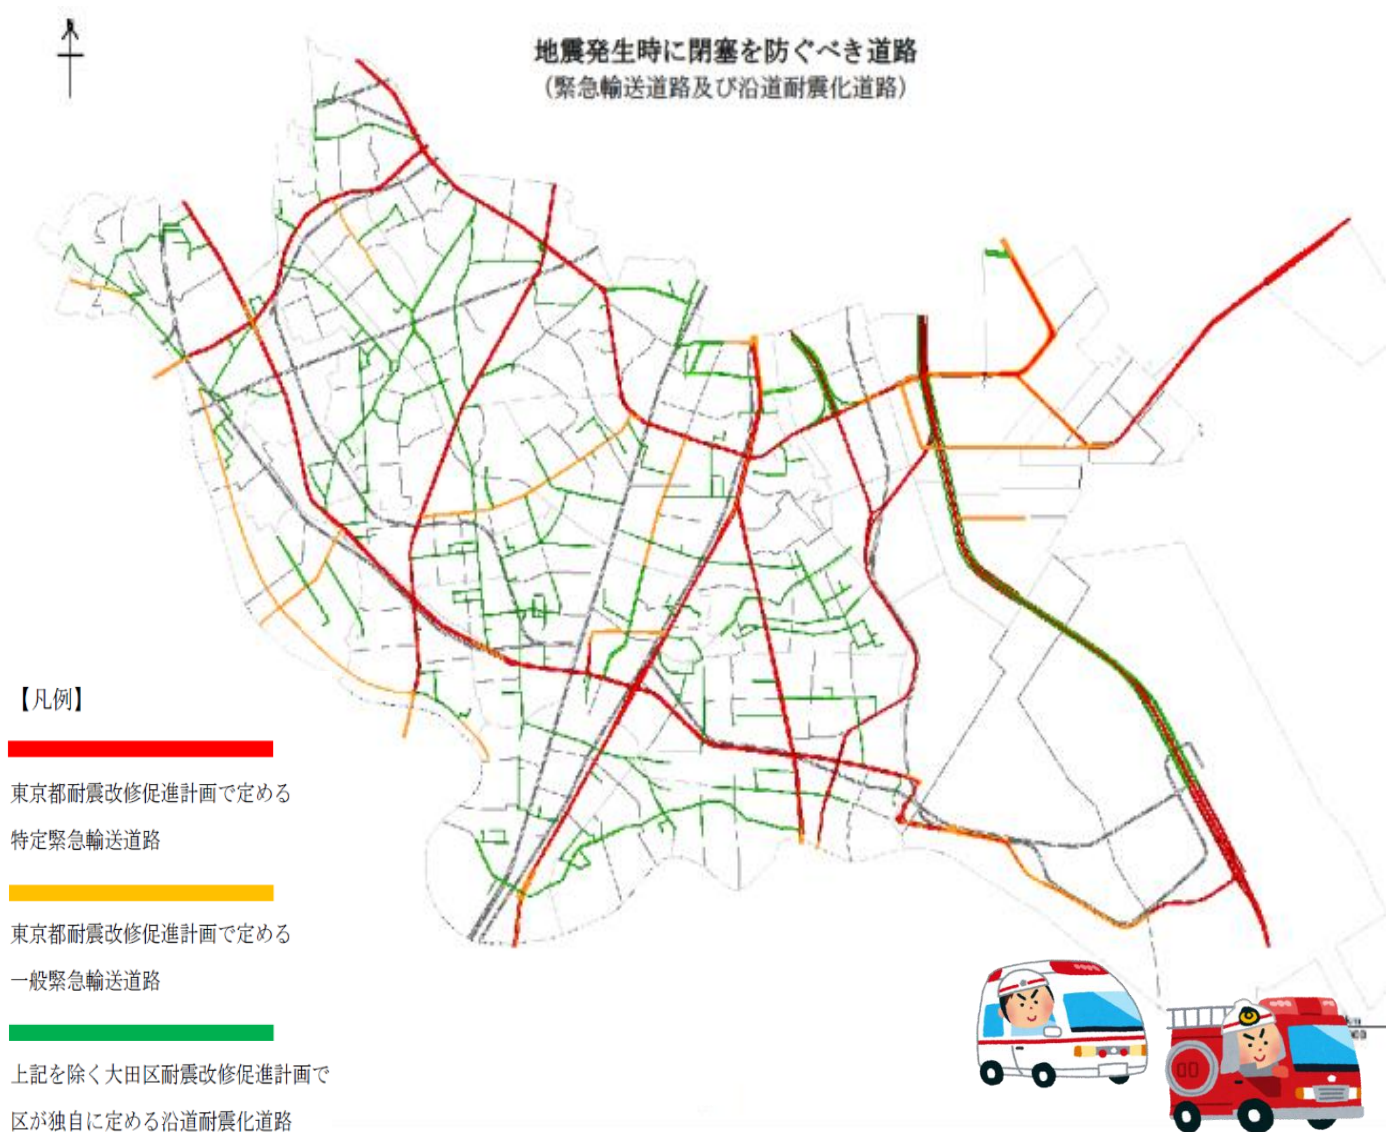 地震発生時に閉塞を防ぐべき道路
（緊急輸送道路及び沿道耐震化道路）
【凡例】
東京都耐震改修促進計画で定める
特定緊急輸送道路
東京都耐震改修促進計画で定める
一般緊急輸送道路
上記を除く大田区耐震改修促進計画で
区が独自に定める沿道耐震化道路